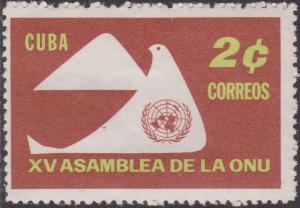 CUBA
2¢
CORREOS
XV ASAMBLEA DE LA ONU